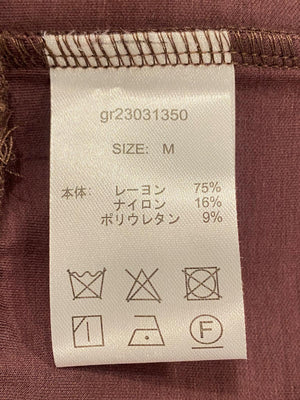 gr23031350
SIZE: M
本体: レーヨン 75%
ナイロン 16%
ポリウレタン 9%
F